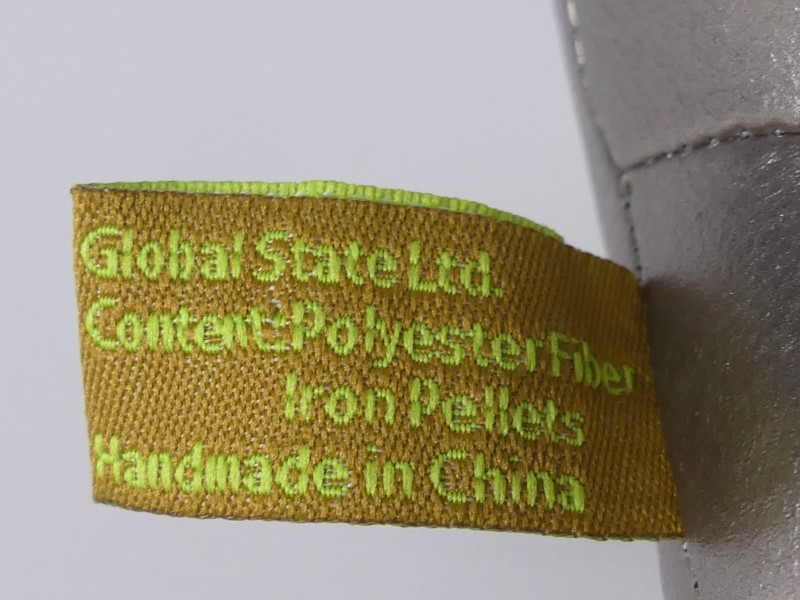 Global State Ltd.
Content: Polyester Fiber
Iron Pellets
Handmade in China